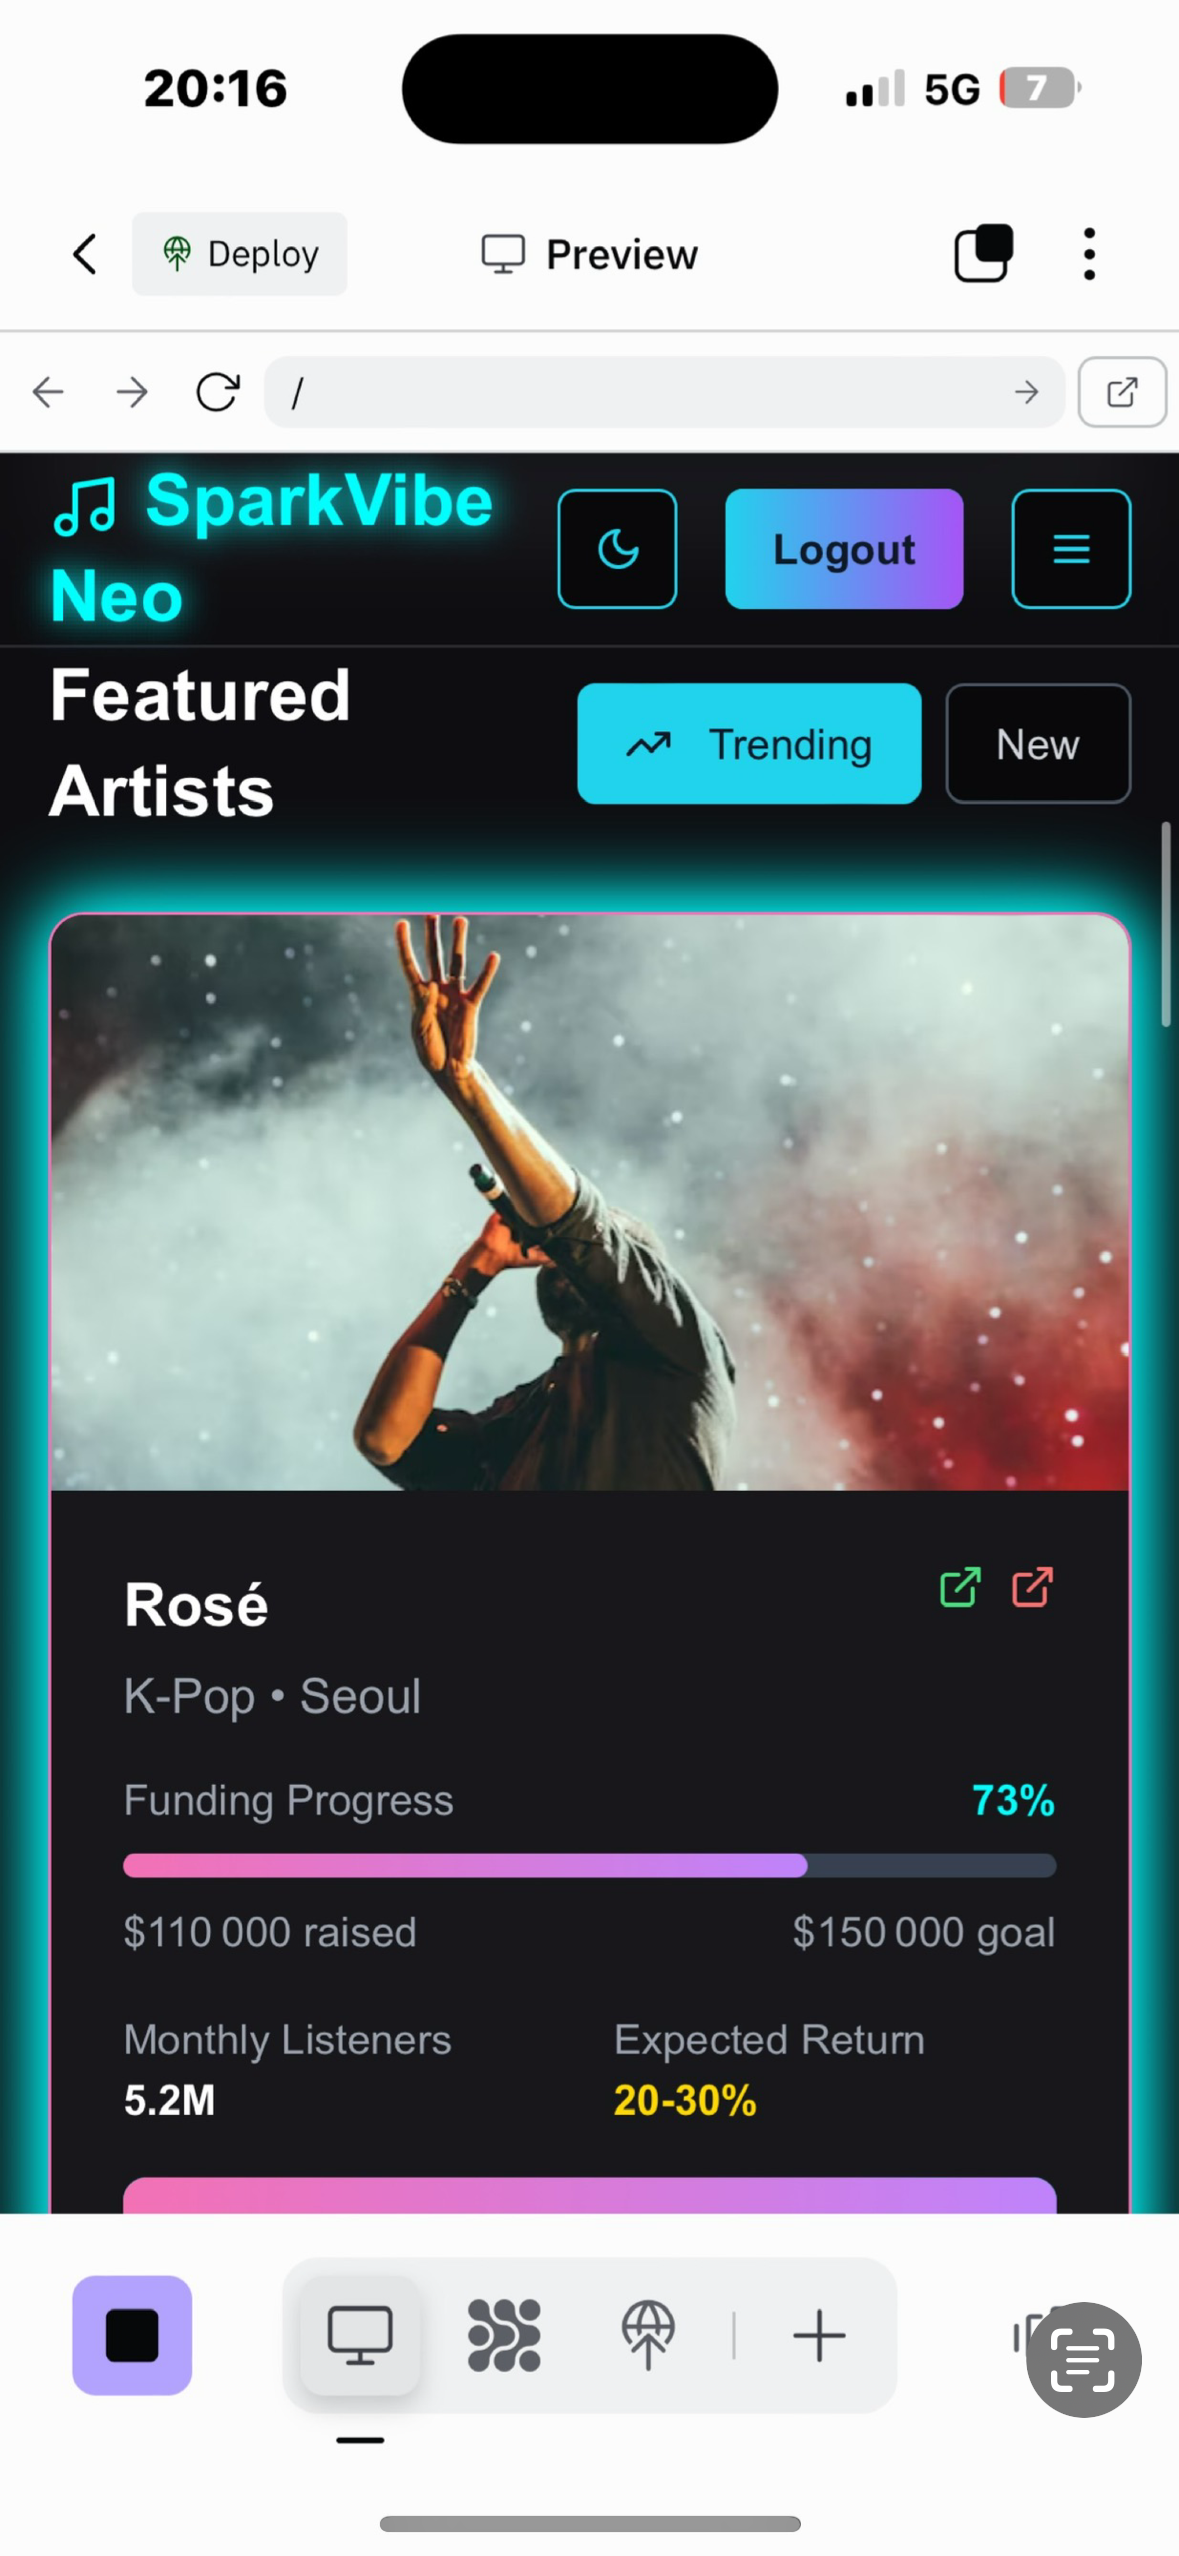 20:16
5G
7
Deploy
Preview
/
SparkVibe
Neo
Logout
Featured
Artists
Trending
New
Rosé
K-Pop • Seoul
Funding Progress
73%
$110 000 raised
$150 000 goal
Monthly Listeners
Expected Return
5.2M
20-30%